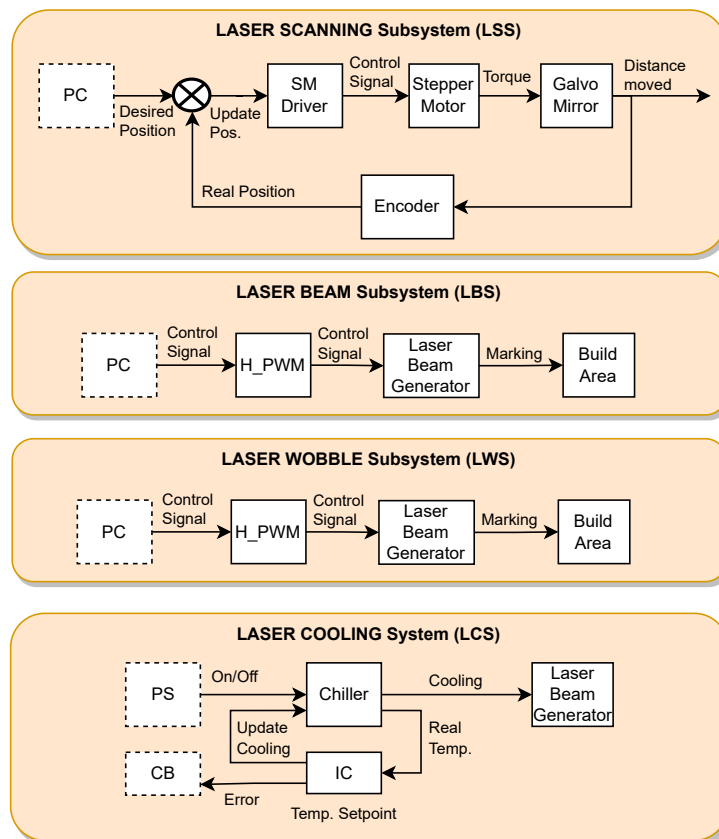 LASER SCANNING Subsystem (LSS)
PC
Desired
Position
Update
Pos.
SM
Driver
Control
Signal
Stepper
Motor
Torque
Galvo
Mirror
Distance
moved
Real Position
Encoder
LASER BEAM Subsystem (LBS)
PC
Control
Signal
H_PWM
Control
Signal
Laser
Beam
Generator
Marking
Build
Area
LASER WOBBLE Subsystem (LWS)
PC
Control
Signal
H_PWM
Control
Signal
Laser
Beam
Generator
Marking
Build
Area
LASER COOLING System (LCS)
PS
On/Off
Chiller
Cooling
Laser
Beam
Generator
Update
Cooling
Real
Temp.
CB
Error
IC
Temp. Setpoint